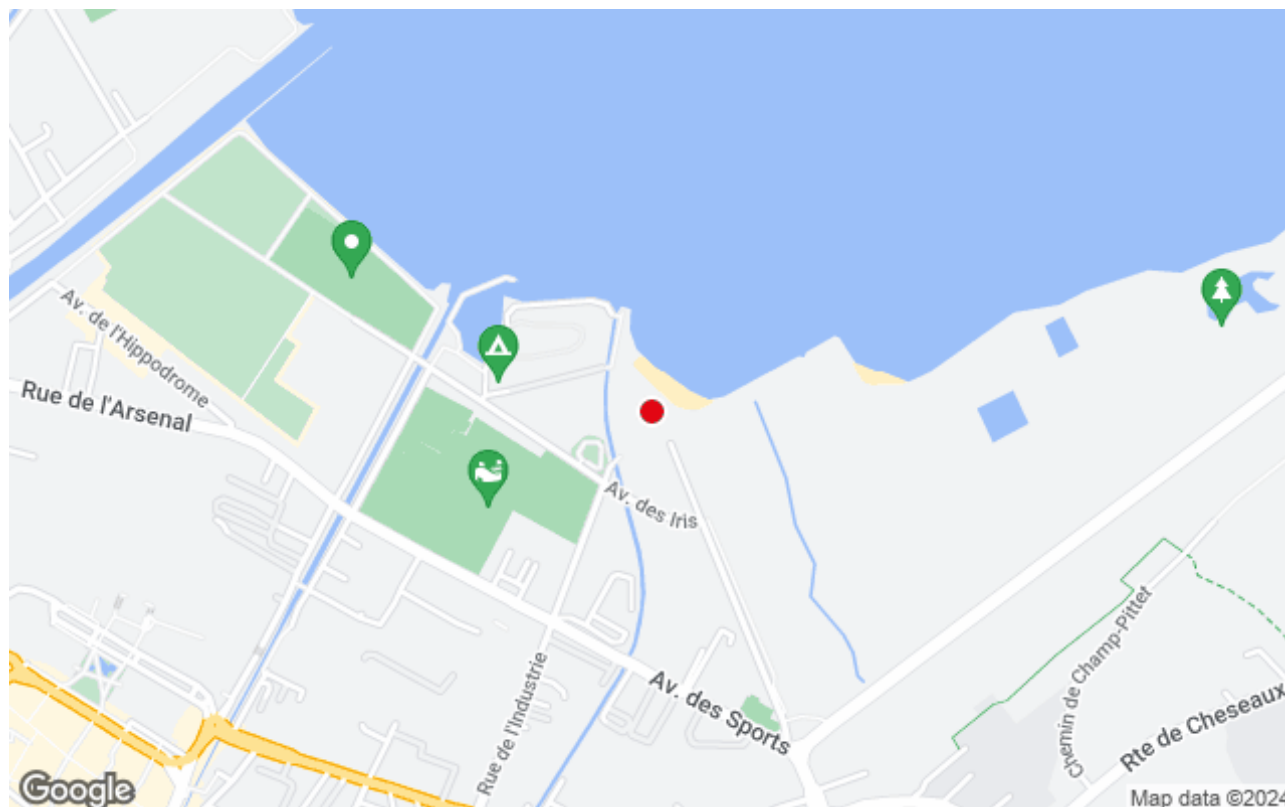 Av. de l'Hippodrome
Rue de l'Arsenal
Av. des Iris
Av. des Sports
Rue de l'Industrie
Chemin de Champ-Pittet
Rte de Cheseaux
Google
Map data ©2024